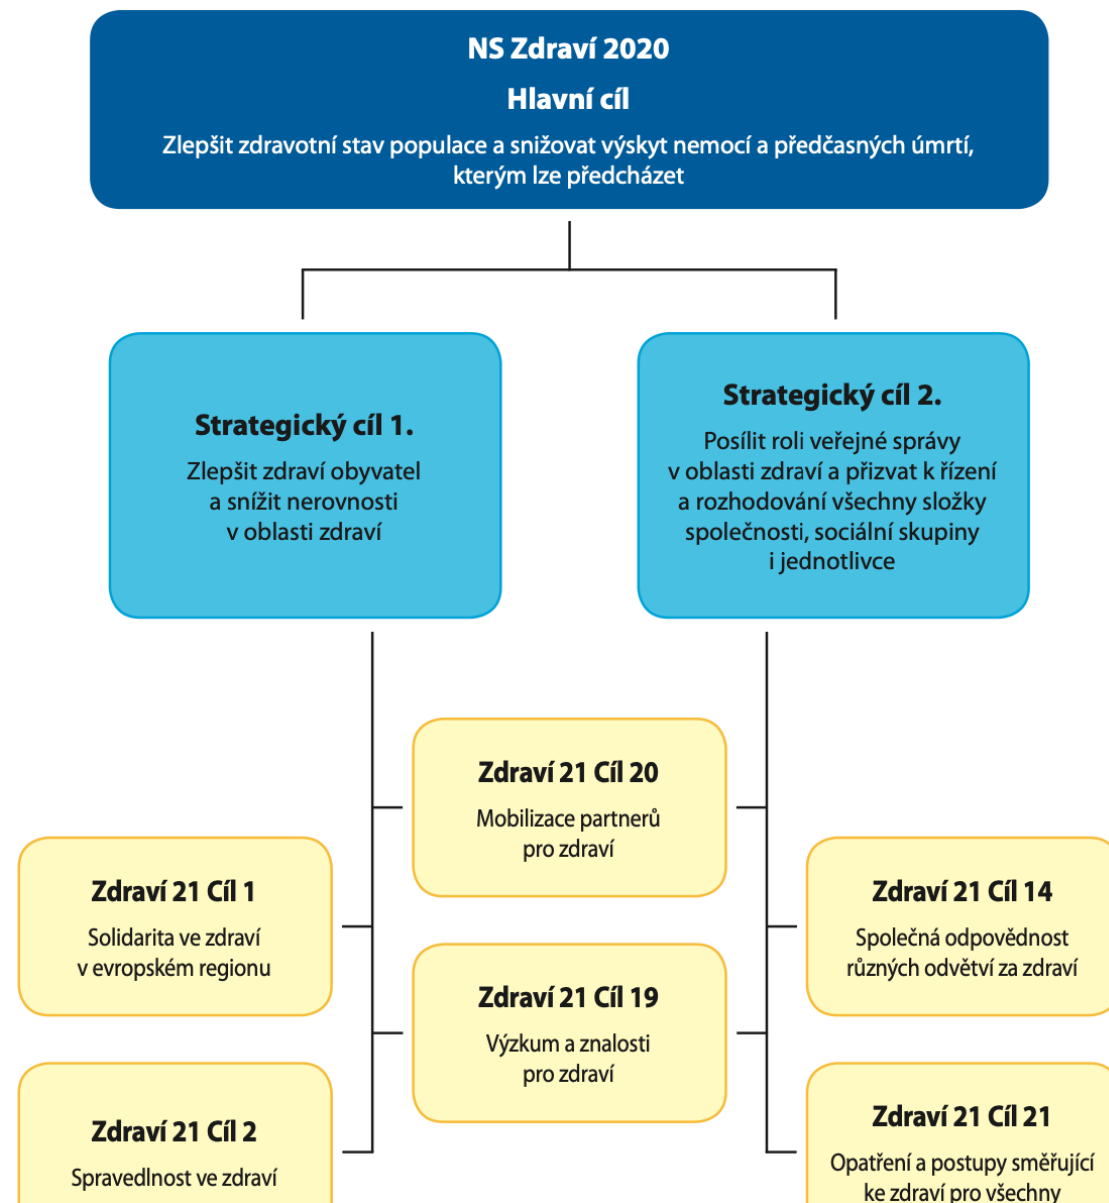 NS Zdraví 2020
Hlavní cíl
Zlepšit zdravotní stav populace a snižovat výskyt nemocí a předčasných úmrtí,
kterým lze předcházet
Strategický cíl 1.
Zlepšit zdraví obyvatel
a snížit nerovnosti
v oblasti zdraví
Strategický cíl 2.
Posílit roli veřejné správy
v oblasti zdraví a přizvat k řízení
a rozhodování všechny složky
společnosti, sociální skupiny
i jednotlivce
Zdraví 21 Cíl 20
Mobilizace partnerů
pro zdraví
Zdraví 21 Cíl 1
Solidarita ve zdraví
v evropském regionu
Zdraví 21 Cíl 14
Společná odpovědnost
různých odvětví za zdraví
Zdraví 21 Cíl 19
Výzkum a znalosti
pro zdraví
Zdraví 21 Cíl 2
Spravedlnost ve zdraví
Zdraví 21 Cíl 21
Opatření a postupy směřující
ke zdraví pro všechny